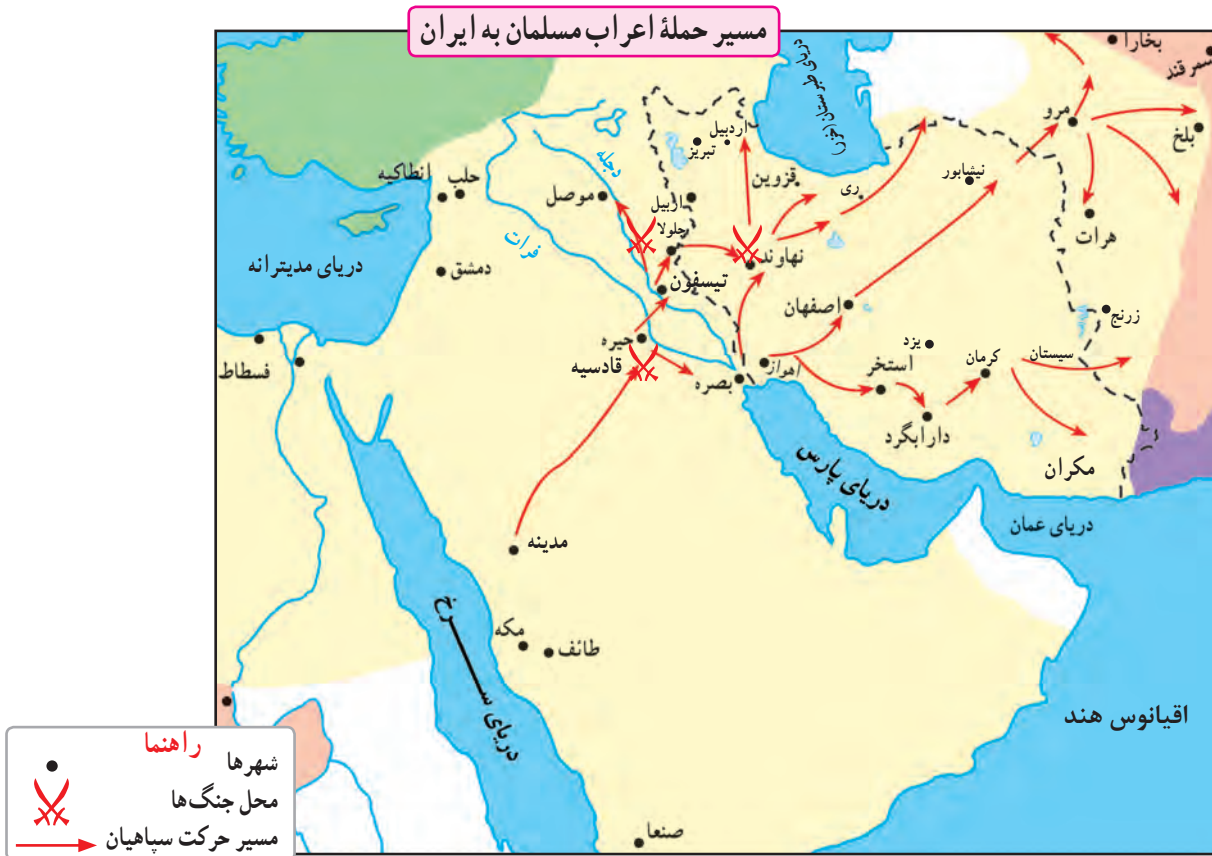 مسیر حملهٔ اعراب مسلمان به ایران
بخارا
سمرقند
دریای طبرستان (خزر)
مرو
بلخ
اردبیل
تبریز
دجله
نیشابور
قزوین
ری
انطاکیه
حلب
موصل
اربیل
جلولا
هرات
فرات
نهاوند
دریای مدیترانه
دمشق
تیسفون
اصفهان
زرنج
حیره
یزد
کرمان
سیستان
فسطاط
قادسیه
بصره
اهواز
استخر
دارابگرد
مکران
دریای پارس
دریای عمان
مدینه
دریای ســـرخ
مکه
طائف
اقیانوس هند
صنعا
راهنما
شهرها
محل جنگ‌ها
مسیر حرکت سپاهیان